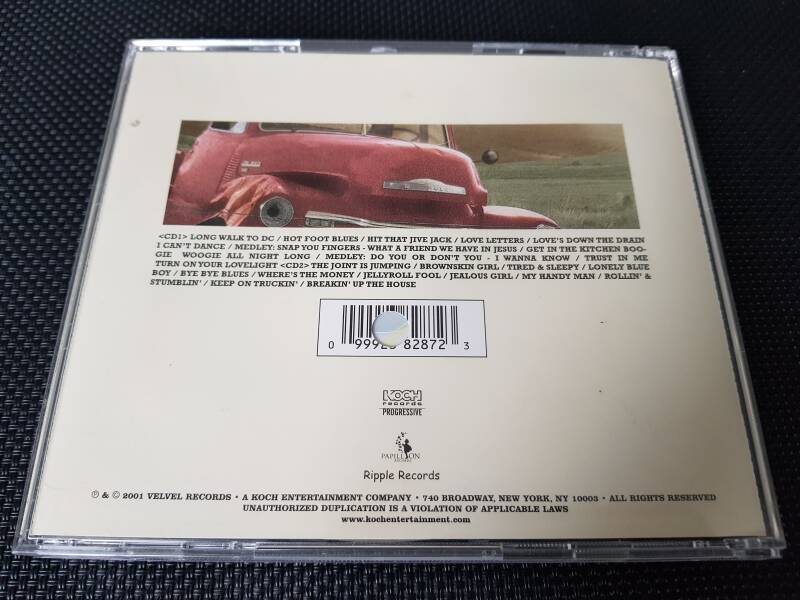 <CD1> LONG WALK TO DC / HOT FOOT BLUES / HIT THAT JIVE JACK / LOVE LETTERS / LOVE'S DOWN THE DRAIN
I CAN'T DANCE / MEDLEY: SNAP YOU FINGERS - WHAT A FRIEND WE HAVE IN JESUS / GET IN THE KITCHEN BOO-
GIE WOOGIE ALL NIGHT LONG / MEDLEY: DO YOU OR DON'T YOU - I WANNA KNOW / TRUST IN ME
TURN ON YOUR LOVELIGHT <CD2> THE JOINT IS JUMPING / BROWNSKIN GIRL / TIRED & SLEEPY / LONELY BLUE
BOY / BYE BYE BLUES / WHERE'S THE MONEY / JELLYROLL FOOL / JEALOUS GIRL / MY HANDY MAN / ROLLIN' &
STUMBLIN' / KEEP ON TRUCKIN' / BREAKIN' UP THE HOUSE
0 82872 3
KOCH
records
PROGRESSIVE
PAPILLON
Ripple Records
℗ & © 2001 VELVEL RECORDS • A KOCH ENTERTAINMENT COMPANY • 740 BROADWAY, NEW YORK, NY 10003 • ALL RIGHTS RESERVED
UNAUTHORIZED DUPLICATION IS A VIOLATION OF APPLICABLE LAWS
www.kochentertainment.com